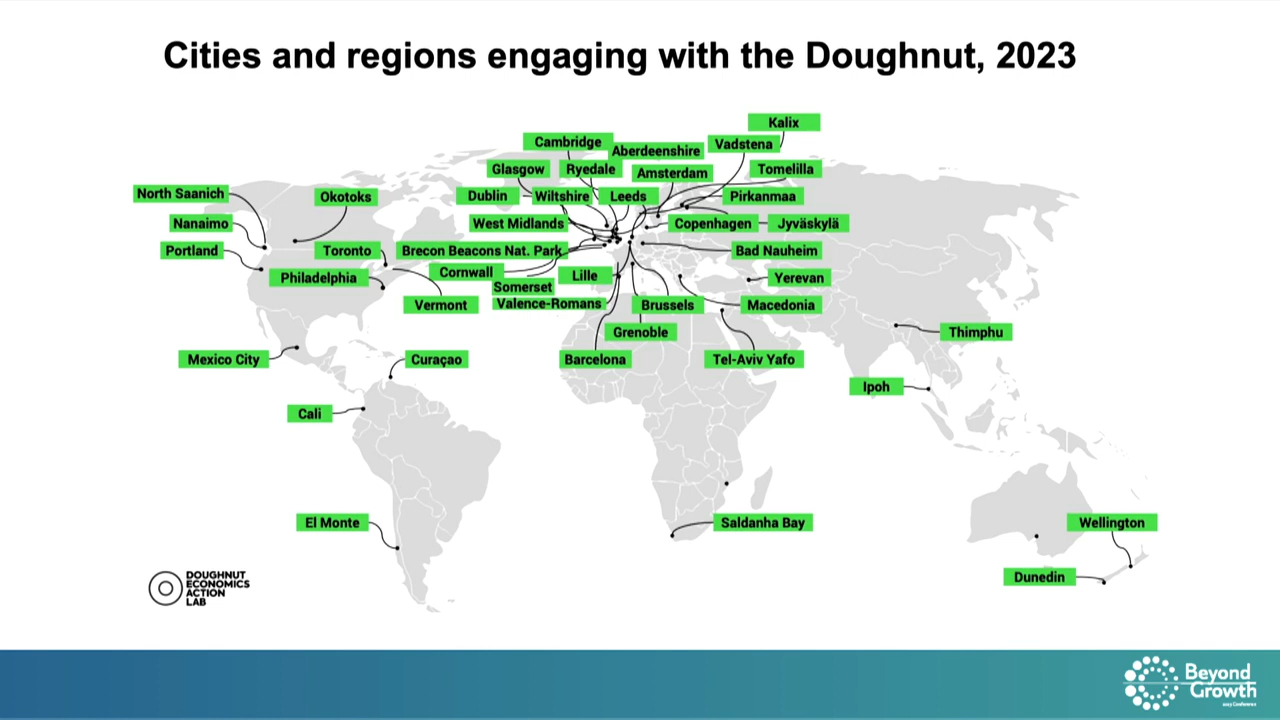 Cities and regions engaging with the Doughnut, 2023
Kalix
Cambridge
Aberdeenshire
Vadstena
Glasgow
Ryedale
Amsterdam
Tomelilla
North Saanich
Okotoks
Dublin
Wiltshire
Leeds
Pirkanmaa
Nanaimo
West Midlands
Copenhagen
Jyväskylä
Portland
Toronto
Brecon Beacons Nat. Park
Bad Nauheim
Philadelphia
Cornwall
Lille
Yerevan
Somerset
Vermont
Valence-Romans
Brussels
Macedonia
Grenoble
Thimphu
Mexico City
Curaçao
Barcelona
Tel-Aviv Yafo
Ipoh
Cali
El Monte
Saldanha Bay
Wellington
Dunedin
DOUGHNUT
ECONOMICS
ACTION
LAB
Beyond
Growth
2023 Conference